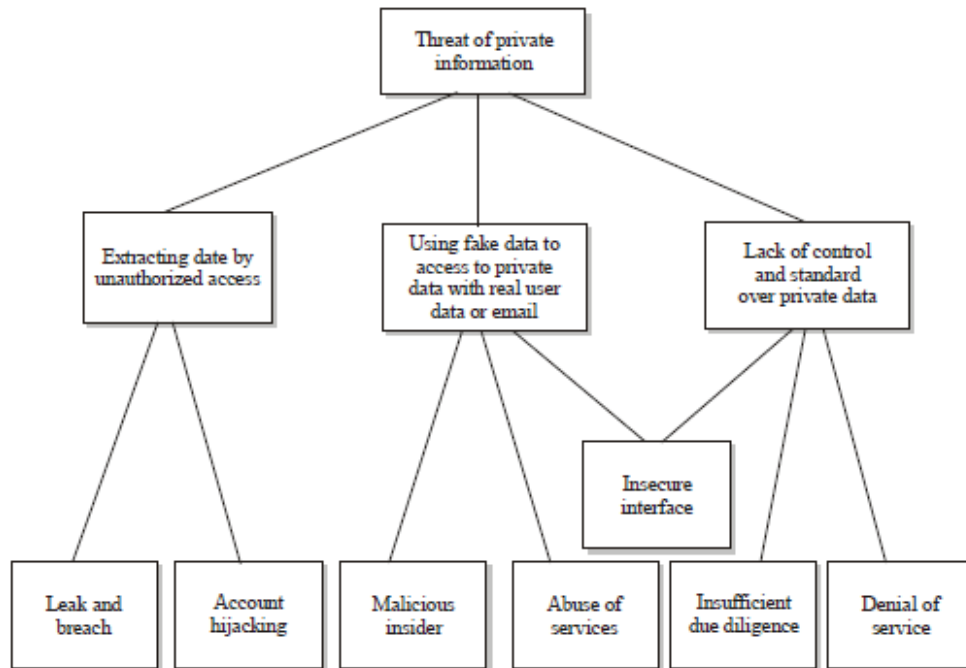 Threat of private
information
Extracting date by
unauthorized access
Using fake data to
access to private
data with real user
data or email
Lack of control
and standard
over private data
Insecure
interface
Leak and
breach
Account
hijacking
Malicious
insider
Abuse of
services
Insufficient
due diligence
Denial of
service